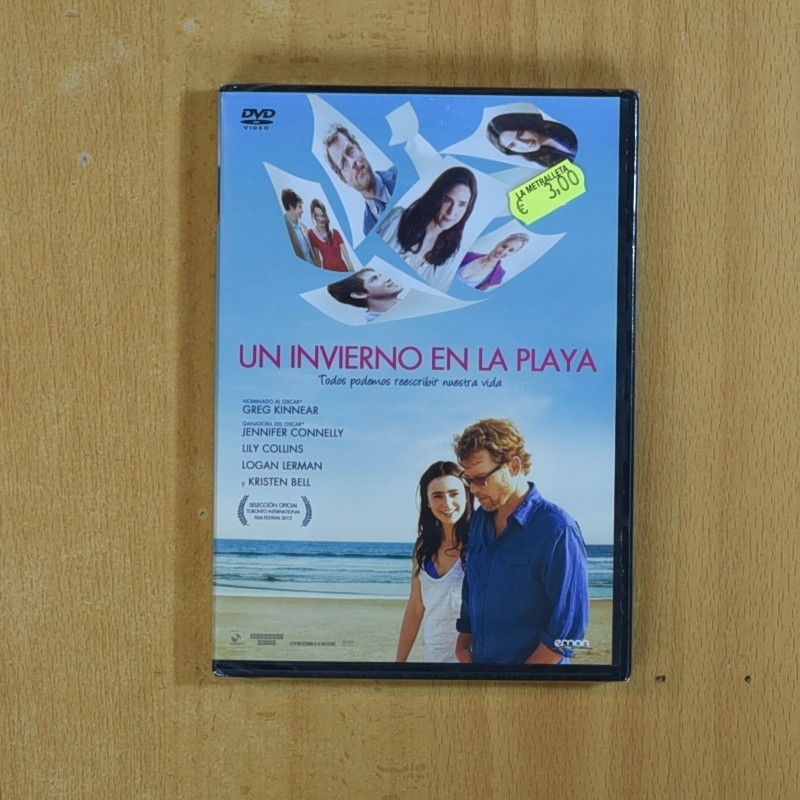 DVD
VIDEO
LA METRALLETA
€ 3,00
UN INVIERNO EN LA PLAYA
Todos podemos reescribir nuestra vida
NOMINADO AL OSCAR®
GREG KINNEAR
GANADORA DEL OSCAR®
JENNIFER CONNELLY
LILY COLLINS
LOGAN LERMAN
y KRISTEN BELL
SELECCIÓN OFICIAL
TORONTO INTERNATIONAL
FILM FESTIVAL 2012
emon